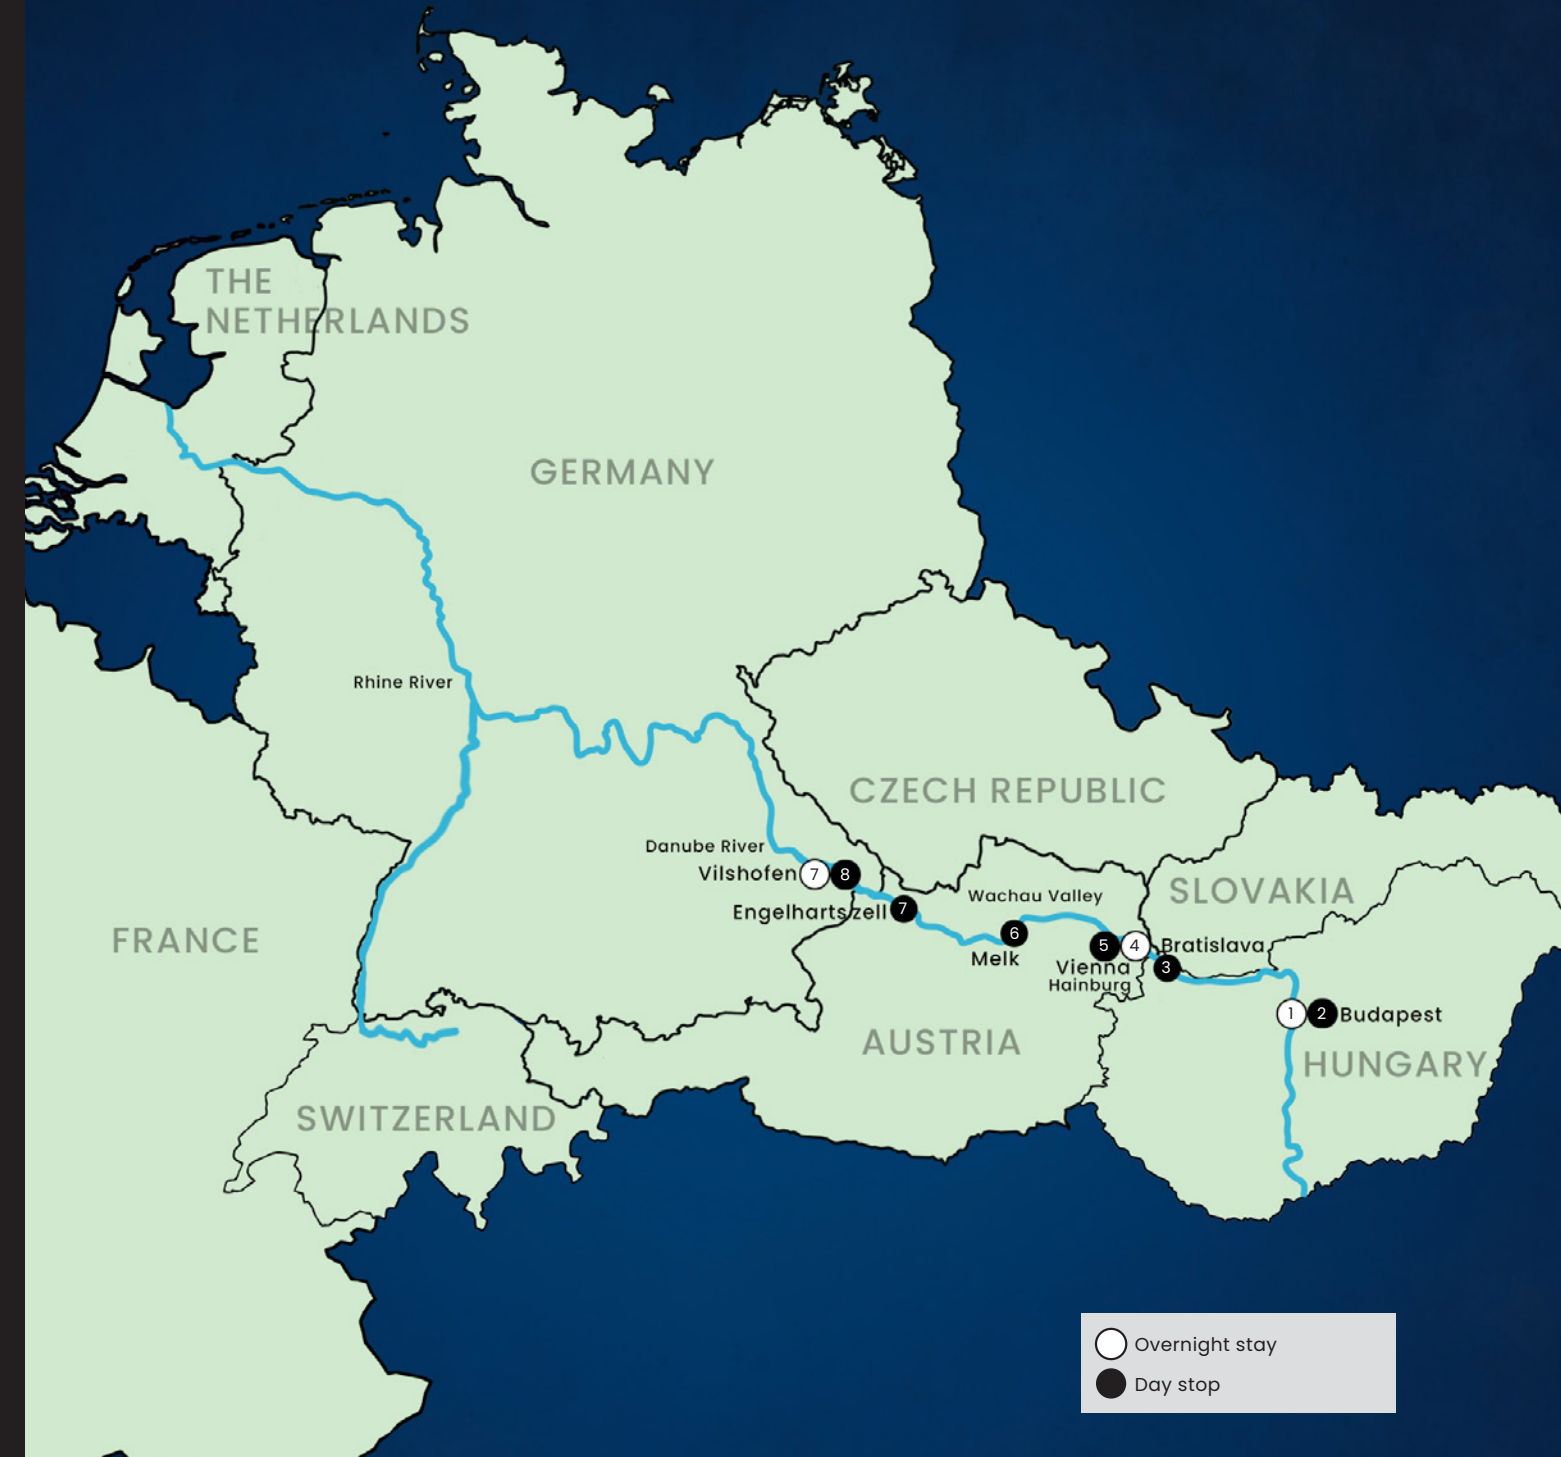 THE
NETHERLANDS
GERMANY
Rhine River
CZECH REPUBLIC
Danube River
Vilshofen 7 8
Engelhartszell 7
Wachau Valley
SLOVAKIA
6
Melk
5 4 Bratislava
3
Vienna
Hainburg
FRANCE
1 2 Budapest
AUSTRIA
HUNGARY
SWITZERLAND
Overnight stay
Day stop